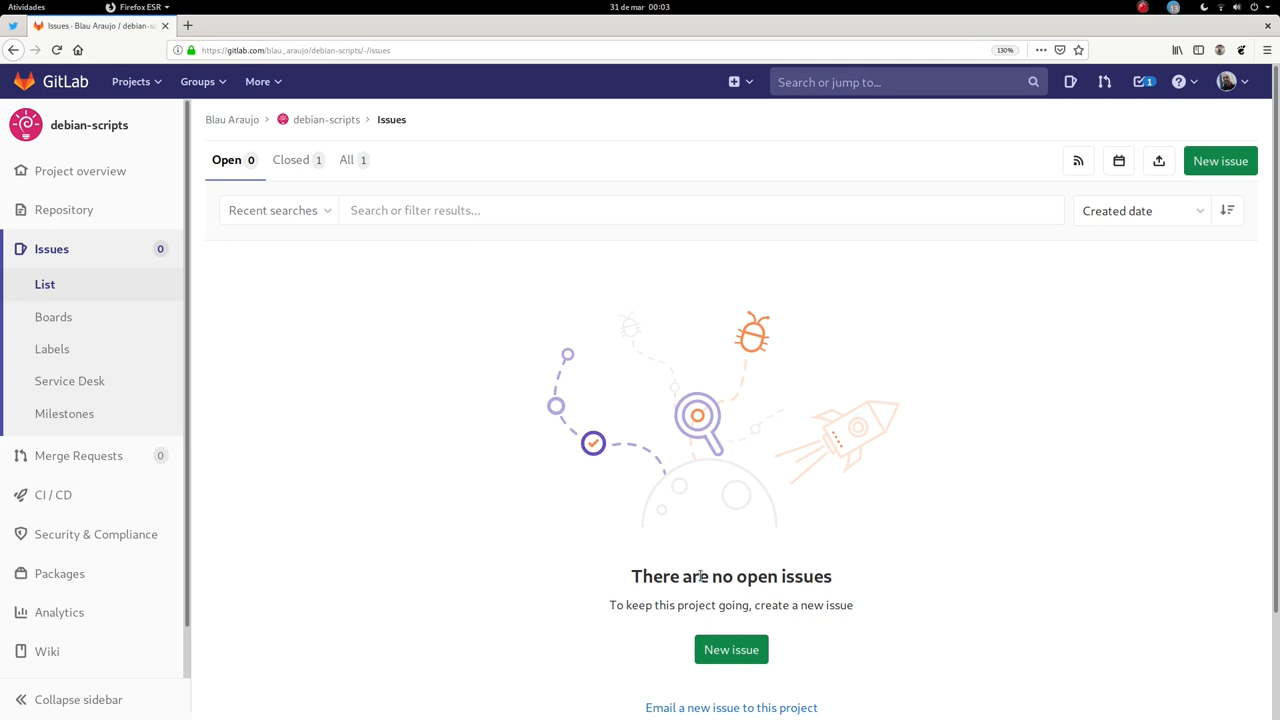 Atividades
Firefox ESR
31 de mar 00:03
Issues · Blau Araujo / debian-sc
https://gitlab.com/blau_araujo/debian-scripts/-/issues
130%
GitLab
Projects
Groups
More
Search or jump to...
1
debian-scripts
Blau Araujo
debian-scripts
Issues
Project overview
Open 0
Closed 1
All 1
New issue
Repository
Recent searches
Search or filter results...
Created date
Issues
0
List
Boards
Labels
Service Desk
Milestones
Merge Requests
0
CI / CD
Security & Compliance
Packages
Analytics
Wiki
Collapse sidebar
There are no open issues
To keep this project going, create a new issue
New issue
Email a new issue to this project